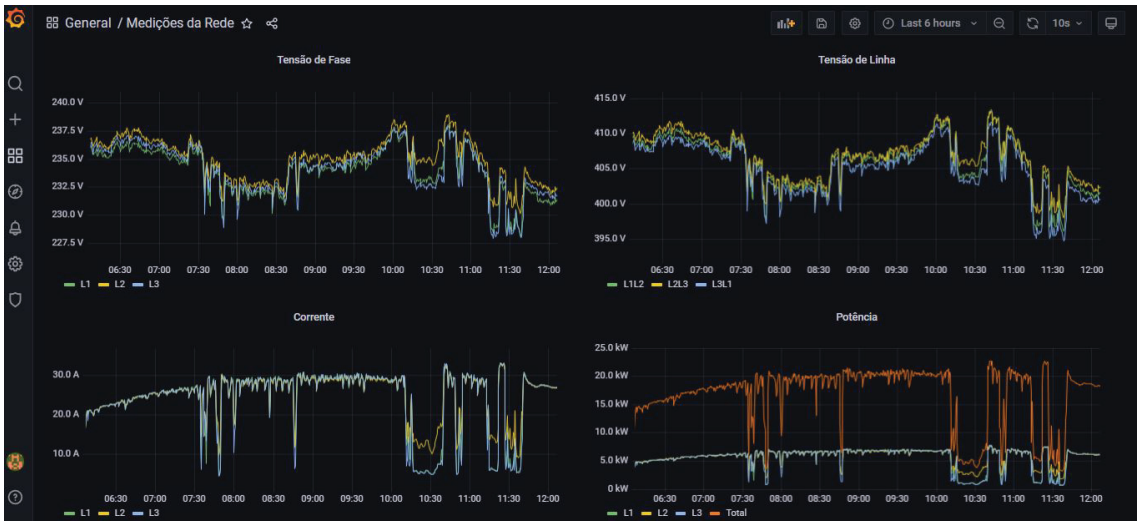 General / Medições da Rede
Last 6 hours
10s
Tensão de Fase
240.0 V
237.5 V
235.0 V
232.5 V
230.0 V
227.5 V
06:30 07:00 07:30 08:00 08:30 09:00 09:30 10:00 10:30 11:00 11:30 12:00
L1 L2 L3
Tensão de Linha
415.0 V
410.0 V
405.0 V
400.0 V
395.0 V
06:30 07:00 07:30 08:00 08:30 09:00 09:30 10:00 10:30 11:00 11:30 12:00
L1L2 L2L3 L3L1
Corrente
30.0 A
20.0 A
10.0 A
06:30 07:00 07:30 08:00 08:30 09:00 09:30 10:00 10:30 11:00 11:30 12:00
L1 L2 L3
Potência
25.0 kW
20.0 kW
15.0 kW
10.0 kW
5.0 kW
0 kW
06:30 07:00 07:30 08:00 08:30 09:00 09:30 10:00 10:30 11:00 11:30 12:00
L1 L2 L3 Total